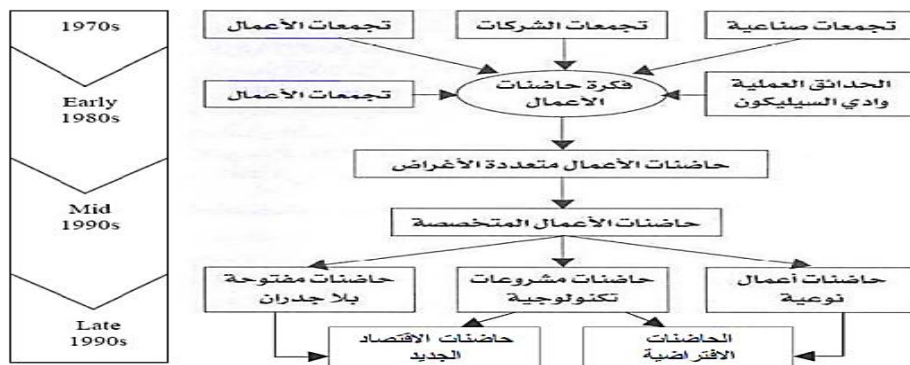 1970s
Early
1980s
Mid
1990s
Late
1990s
تجمعات صناعية
تجمعات الشركات
تجمعات الأعمال
الحدائق العملية
وادي السيليكون
فكرة حاضنات
الأعمال
تجمعات الأعمال
حاضنات الأعمال متعددة الأغراض
حاضنات الأعمال المتخصصة
حاضنات أعمال
نوعية
حاضنات مشروعات
تكنولوجية
حاضنات مفتوحة
بلا جدران
الحاضنات
الافتراضية
حاضنات الاقتصاد
الجديد